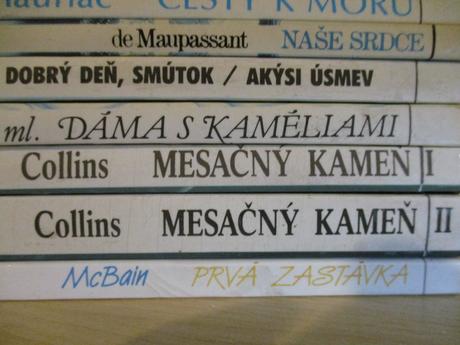 Mauriac CESTY K MORU
de Maupassant NAŠE SRDCE
DOBRÝ DEŇ, SMÚTOK / AKÝSI ÚSMEV
ml. DÁMA S KAMÉLIAMI
Collins MESAČNÝ KAMEŇ I
Collins MESAČNÝ KAMEŇ II
McBain PRVÁ ZASTÁVKA